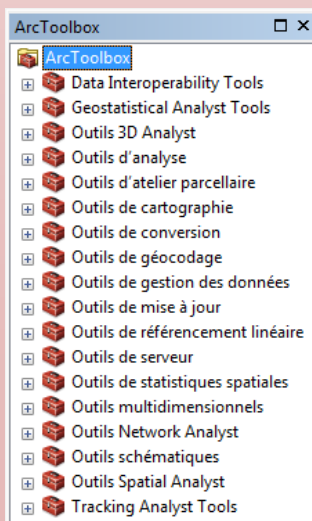 ArcToolbox
ArcToolbox
Data Interoperability Tools
Geostatistical Analyst Tools
Outils 3D Analyst
Outils d'analyse
Outils d'atelier parcellaire
Outils de cartographie
Outils de conversion
Outils de géocodage
Outils de gestion des données
Outils de mise à jour
Outils de référencement linéaire
Outils de serveur
Outils de statistiques spatiales
Outils multidimensionnels
Outils Network Analyst
Outils schématiques
Outils Spatial Analyst
Tracking Analyst Tools